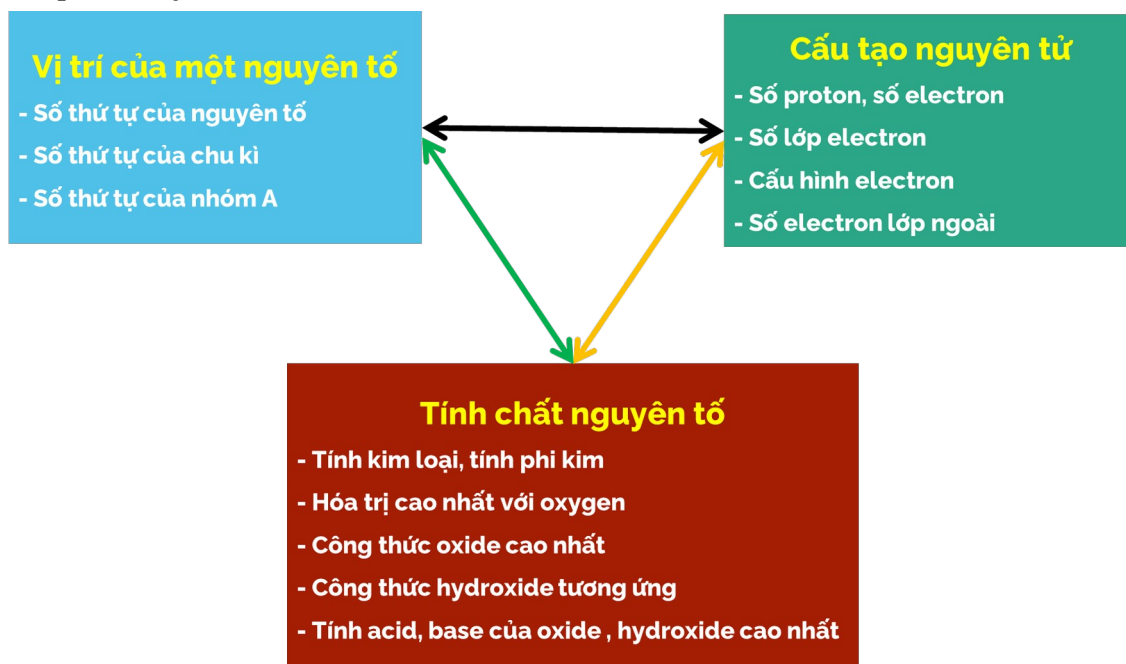 Vị trí của một nguyên tố
- Số thứ tự của nguyên tố
- Số thứ tự của chu kì
- Số thứ tự của nhóm A
Cấu tạo nguyên tử
- Số proton, số electron
- Số lớp electron
- Cấu hình electron
- Số electron lớp ngoài
Tính chất nguyên tố
- Tính kim loại, tính phi kim
- Hóa trị cao nhất với oxygen
- Công thức oxide cao nhất
- Công thức hydroxide tương ứng
- Tính acid, base của oxide , hydroxide cao nhất